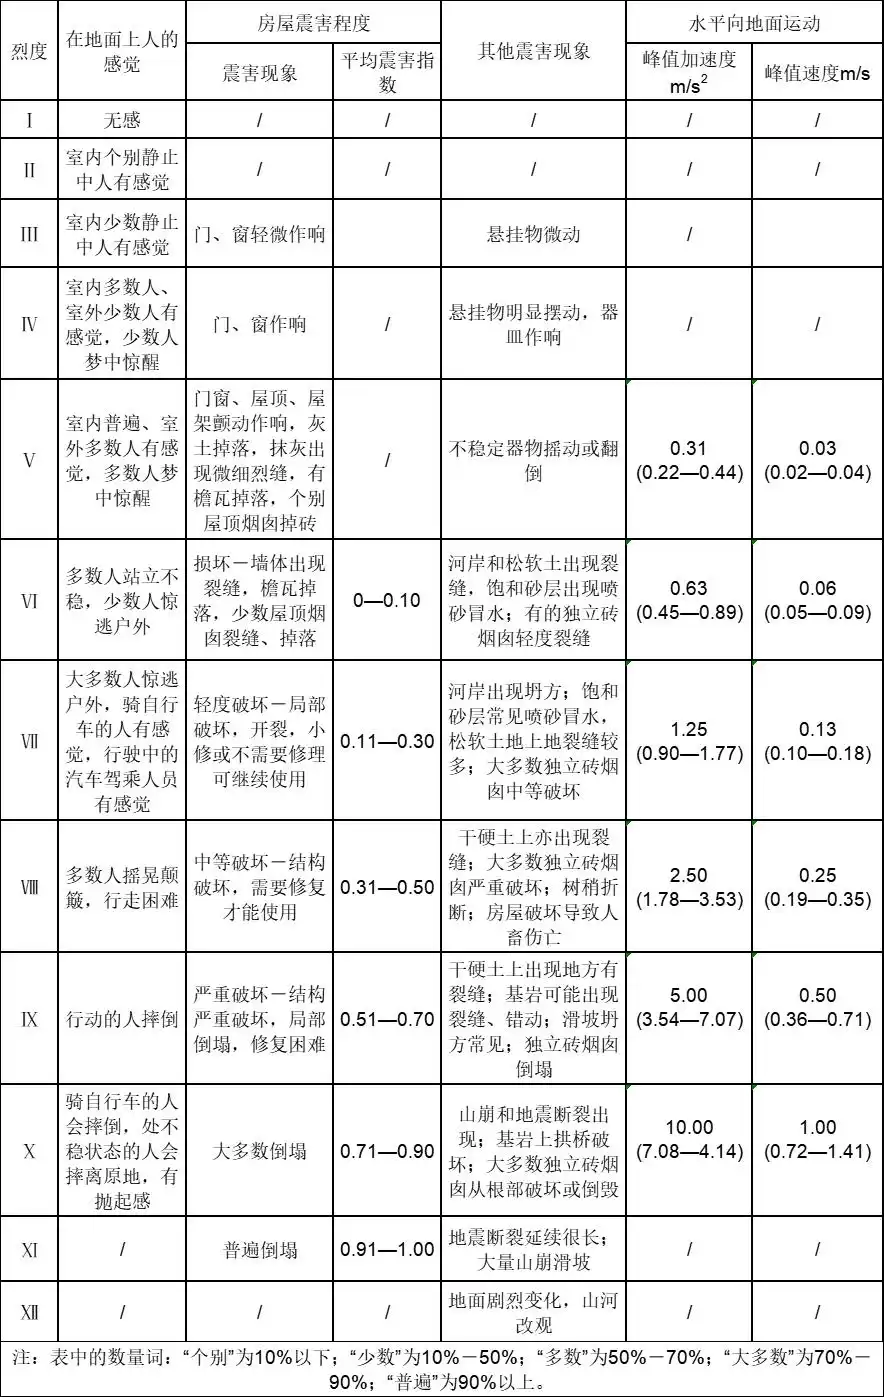 烈度
在地面上人的
感觉
房屋震害程度
震害现象
平均震害指
数
其他震害现象
水平向地面运动
峰值加速度
m/s²
峰值速度m/s
Ⅰ
无感
/
/
/
/
/
Ⅱ
室内个别静止
中人有感觉
/
/
/
/
/
Ⅲ
室内少数静止
中人有感觉
门、窗轻微作响
悬挂物微动
/
Ⅳ
室内多数人、
室外少数人有
感觉，少数人
梦中惊醒
门、窗作响
/
悬挂物明显摆动，器
皿作响
/
/
Ⅴ
室内普遍、室
外多数人有感
觉，多数人梦
中惊醒
门窗、屋顶、屋
架颤动作响，灰
土掉落，抹灰出
现微细烈缝，有
檐瓦掉落，个别
屋顶烟囱掉砖
/
不稳定器物摇动或翻
倒
0.31
(0.22—0.44)
0.03
(0.02—0.04)
Ⅵ
多数人站立不
稳，少数人惊
逃户外
损坏－墙体出现
裂缝，檐瓦掉
落，少数屋顶烟
囱裂缝、掉落
0—0.10
河岸和松软土出现裂
缝，饱和砂层出现喷
砂冒水；有的独立砖
烟囱轻度裂缝
0.63
(0.45—0.89)
0.06
(0.05—0.09)
Ⅶ
大多数人惊逃
户外，骑自行
车的人有感
觉，行驶中的
汽车驾乘人员
有感觉
轻度破坏－局部
破坏，开裂，小
修或不需要修理
可继续使用
0.11—0.30
河岸出现坍方；饱和
砂层常见喷砂冒水，
松软土地上地裂缝较
多；大多数独立砖烟
囱中等破坏
1.25
(0.90—1.77)
0.13
(0.10—0.18)
Ⅷ
多数人摇晃颠
簸，行走困难
中等破坏－结构
破坏，需要修复
才能使用
0.31—0.50
干硬土上亦出现裂
缝；大多数独立砖烟
囱严重破坏；树稍折
断；房屋破坏导致人
畜伤亡
2.50
(1.78—3.53)
0.25
(0.19—0.35)
Ⅸ
行动的人摔倒
严重破坏－结构
严重破坏，局部
倒塌，修复困难
0.51—0.70
干硬土上出现地方有
裂缝；基岩可能出现
裂缝、错动；滑坡坍
方常见；独立砖烟囱
倒塌
5.00
(3.54—7.07)
0.50
(0.36—0.71)
Ⅹ
骑自行车的人
会摔倒，处不
稳状态的人会
摔离原地，有
抛起感
大多数倒塌
0.71—0.90
山崩和地震断裂出
现；基岩上拱桥破
坏；大多数独立砖烟
囱从根部破坏或倒毁
10.00
(7.08—4.14)
1.00
(0.72—1.41)
Ⅺ
/
普遍倒塌
0.91—1.00
地震断裂延续很长；
大量山崩滑坡
/
/
Ⅻ
/
/
/
地面剧烈变化，山河
改观
/
/
注：表中的数量词：“个别”为10%以下；“少数”为10%－50%；“多数”为50%－70%；“大多数”为70%－
90%；“普遍”为90%以上。